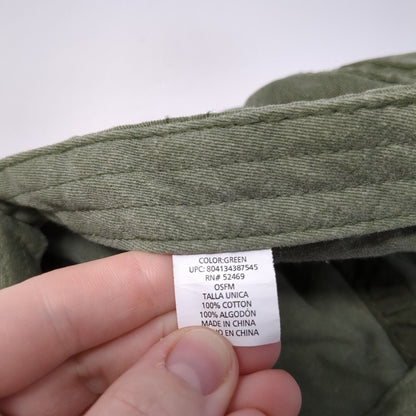 COLOR:GREEN
UPC: 804134387545
RN# 52469
OSFM
TALLA UNICA
100% COTTON
100% ALGODÓN
MADE IN CHINA
EN CHINA